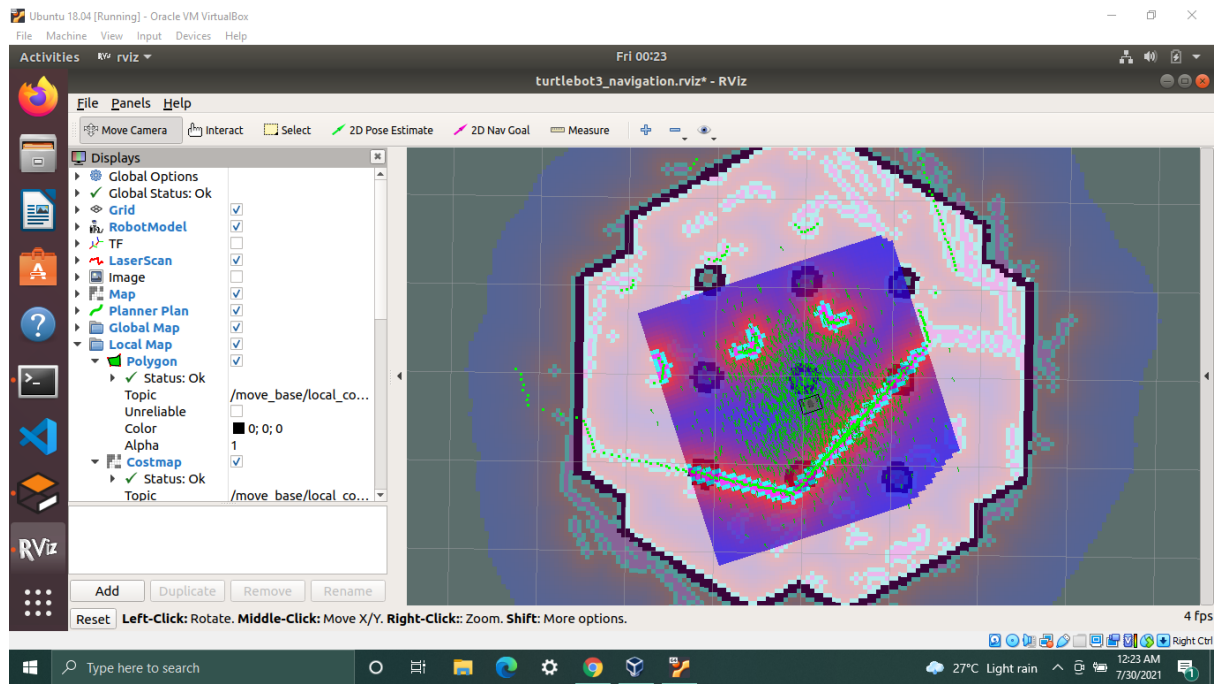 Ubuntu 18.04 [Running] - Oracle VM VirtualBox
File Machine View Input Devices Help
Activities rviz Fri 00:23
turtlebot3_navigation.rviz* - RViz
File Panels Help
Move Camera Interact Select 2D Pose Estimate 2D Nav Goal Measure
Displays
Global Options
Global Status: Ok
Grid
RobotModel
TF
LaserScan
Image
Map
Planner Plan
Global Map
Local Map
Polygon
Status: Ok
Topic /move_base/local_co...
Unreliable
Color 0; 0; 0
Alpha 1
Costmap
Status: Ok
Topic /move_base/local_co...
RViz
Add Duplicate Remove Rename
Reset Left-Click: Rotate. Middle-Click: Move X/Y. Right-Click:: Zoom. Shift: More options. 4 fps
Right Ctrl
Type here to search 27°C Light rain 12:23 AM
7/30/2021